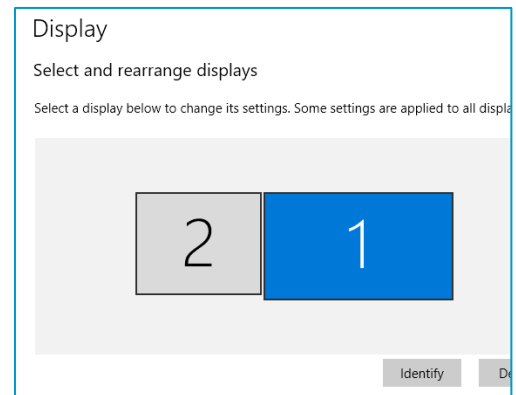 Display
Select and rearrange displays
Select a display below to change its settings. Some settings are applied to all displa
2 1
Identify De